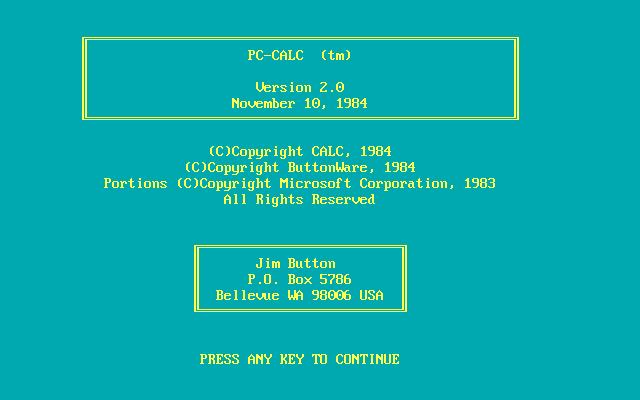 PC-CALC (tm)
Version 2.0
November 10, 1984
(C)Copyright CALC, 1984
(C)Copyright ButtonWare, 1984
Portions (C)Copyright Microsoft Corporation, 1983
All Rights Reserved
Jim Button
P.O. Box 5786
Bellevue WA 98006 USA
PRESS ANY KEY TO CONTINUE